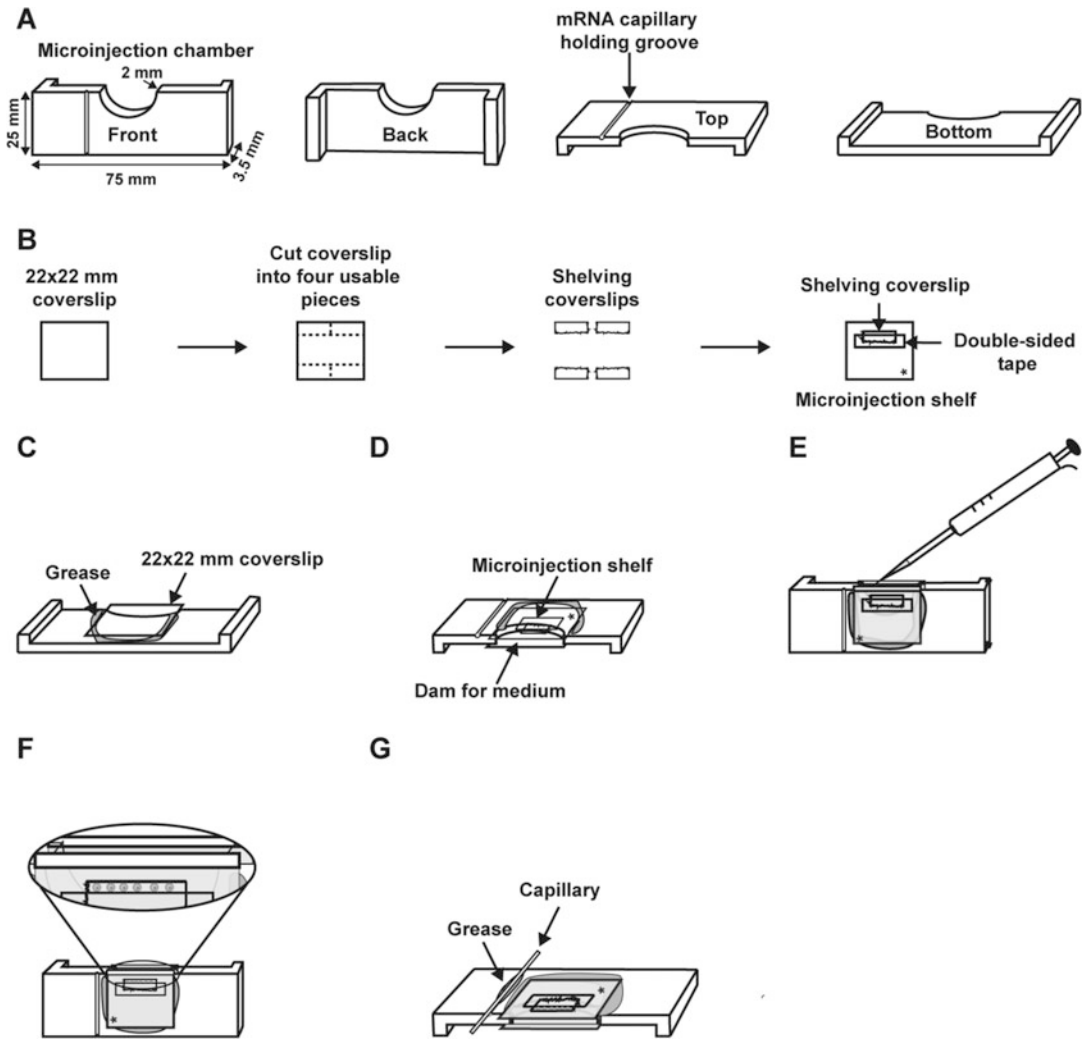 A
Microinjection chamber
2 mm
25 mm
Front
75 mm
3.5 mm
Back
mRNA capillary
holding groove
Top
Bottom
B
22x22 mm
coverslip
Cut coverslip
into four usable
pieces
Shelving
coverslips
Shelving coverslip
Double-sided
tape
*
Microinjection shelf
C
Grease
22x22 mm coverslip
D
Microinjection shelf
*
Dam for medium
E
*
F
*
G
Capillary
Grease
*